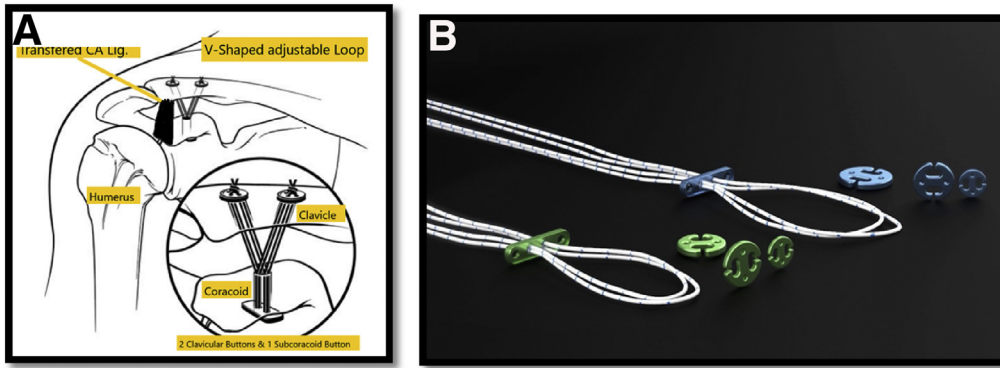 A
Transfered CA Lig.
V-Shaped adjustable Loop
Humerus
Clavicle
Coracoid
2 Clavicular Buttons & 1 Subcoracoid Button
B